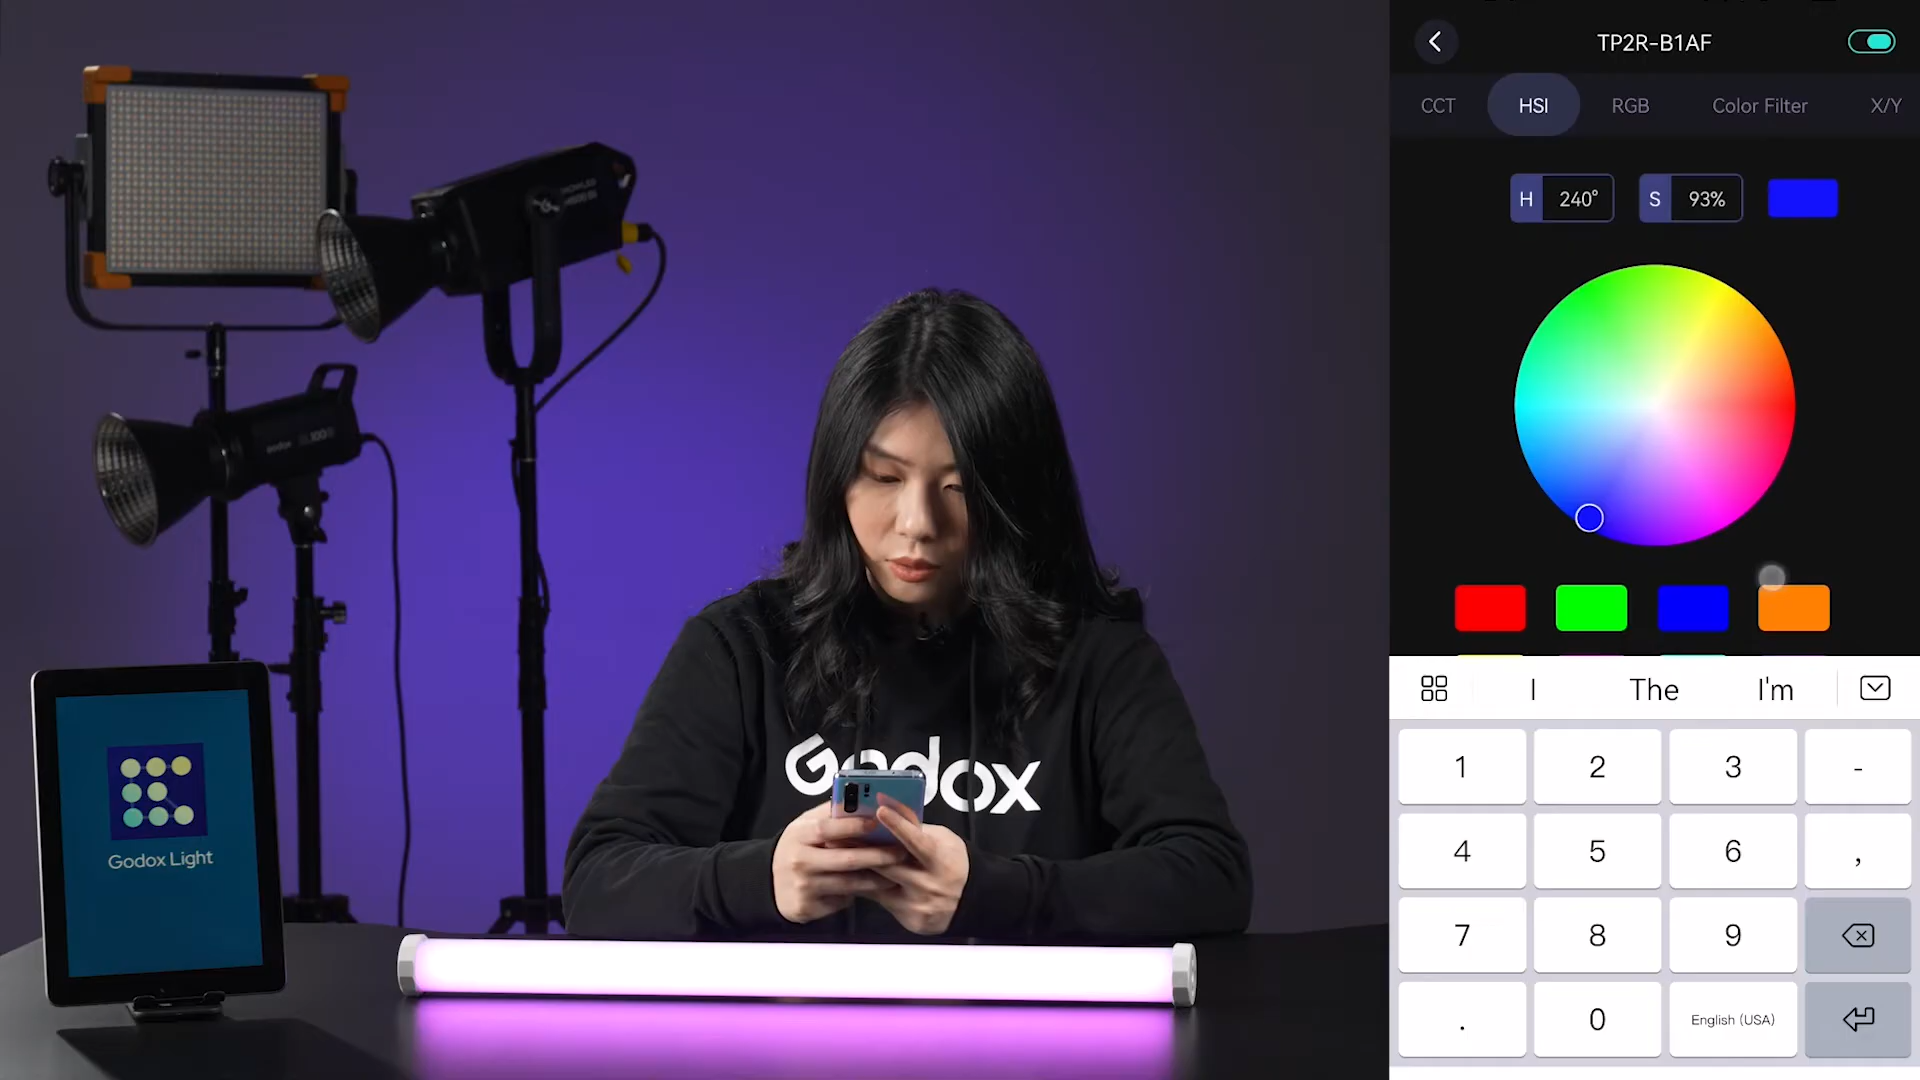 TP2R-B1AF
CCT HSI RGB Color Filter X/Y
H 240° S 93%
I The I'm
1 2 3 -
4 5 6 ,
7 8 9
. 0 English (USA)
Godox
Godox Light